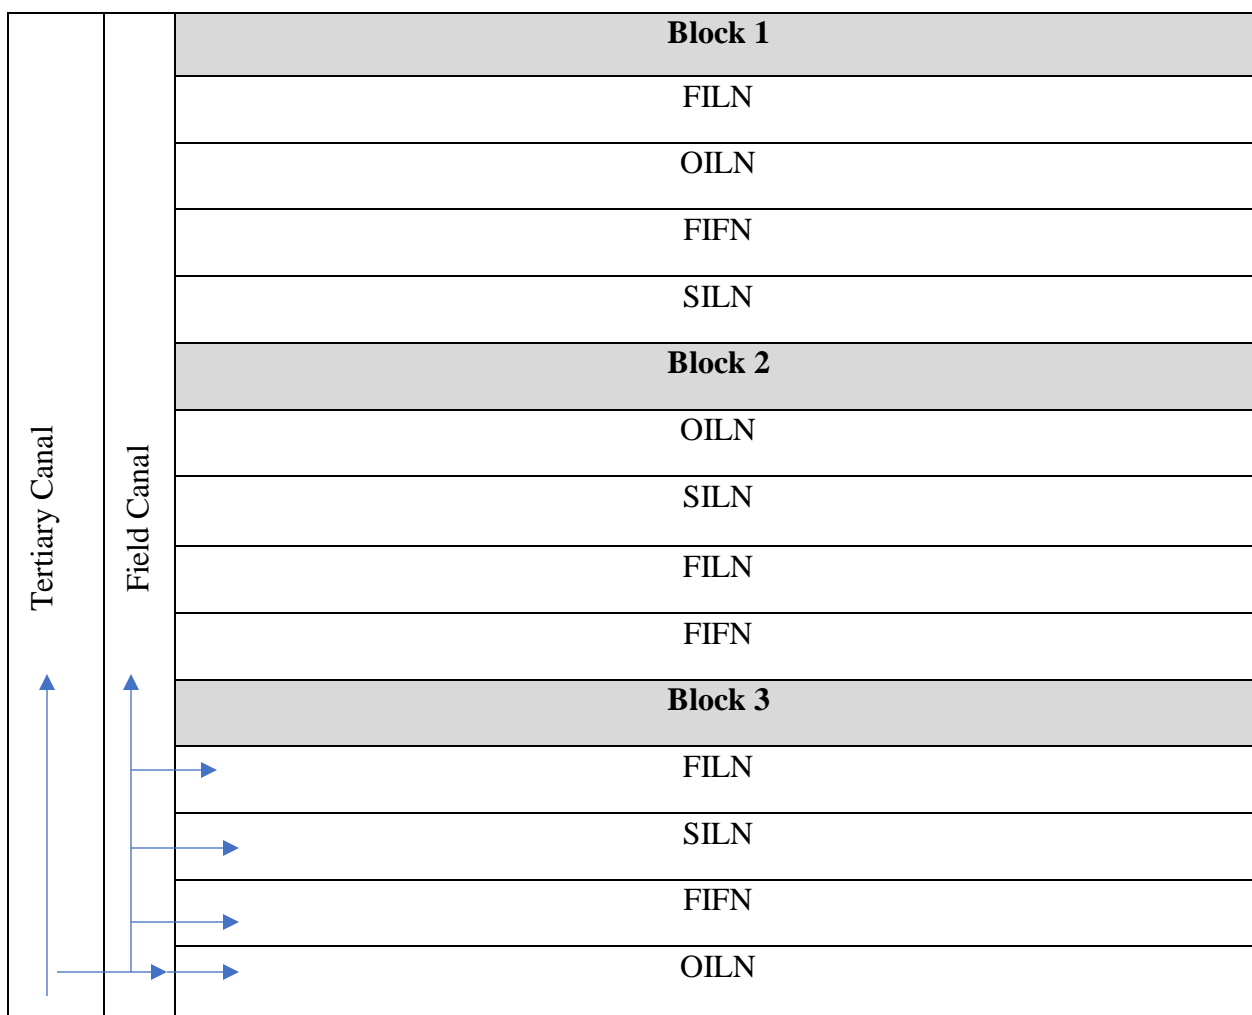 Tertiary Canal
Field Canal
Block 1
FILN
OILN
FIFN
SILN
Block 2
OILN
SILN
FILN
FIFN
Block 3
FILN
SILN
FIFN
OILN